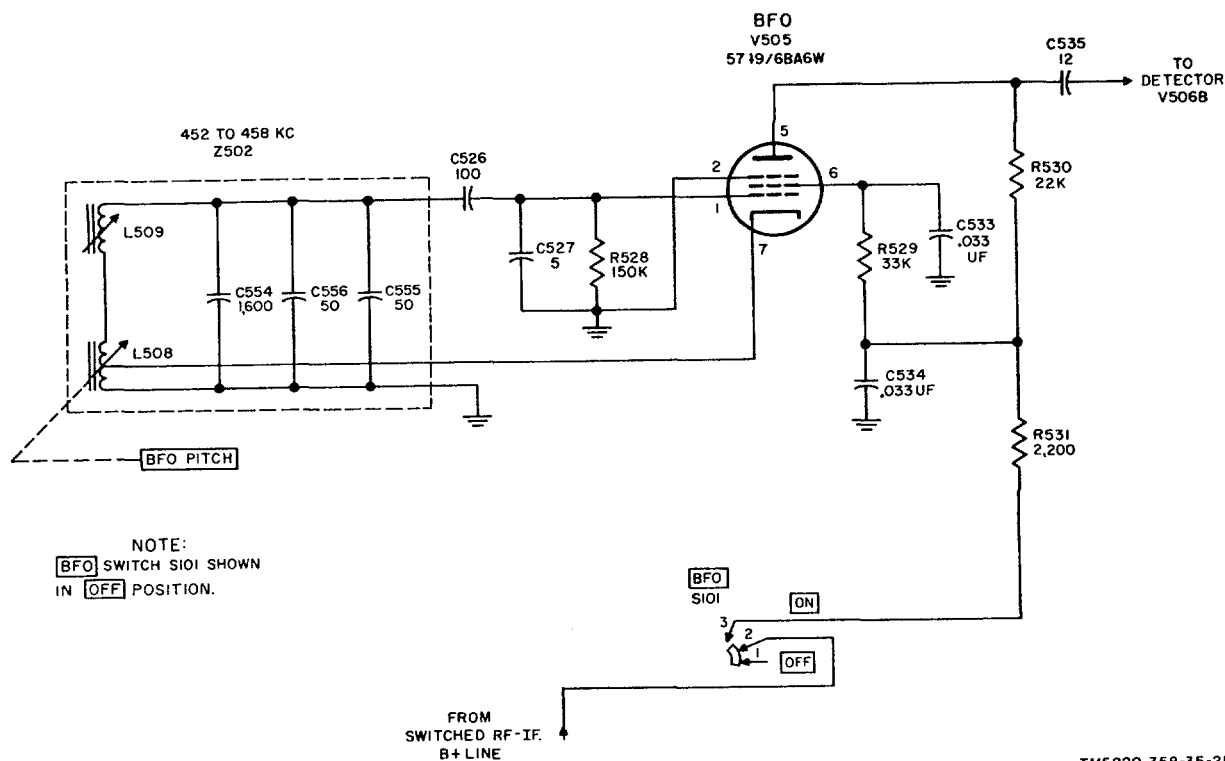 BFO
V505
5749/6BA6W
C535
12
TO
DETECTOR
V506B
452 TO 458 KC
Z502
C526
100
5
2
6
1
7
R530
22K
L509
C527
5
R528
150K
R529
33K
C533
.033
UF
C554
1,600
C556
50
C555
50
L508
C534
.033UF
R531
2,200
BFO PITCH
NOTE:
BFO SWITCH S101 SHOWN
IN OFF POSITION.
BFO
S101
ON
3
2
1
OFF
FROM
SWITCHED RF-IF.
B+ LINE